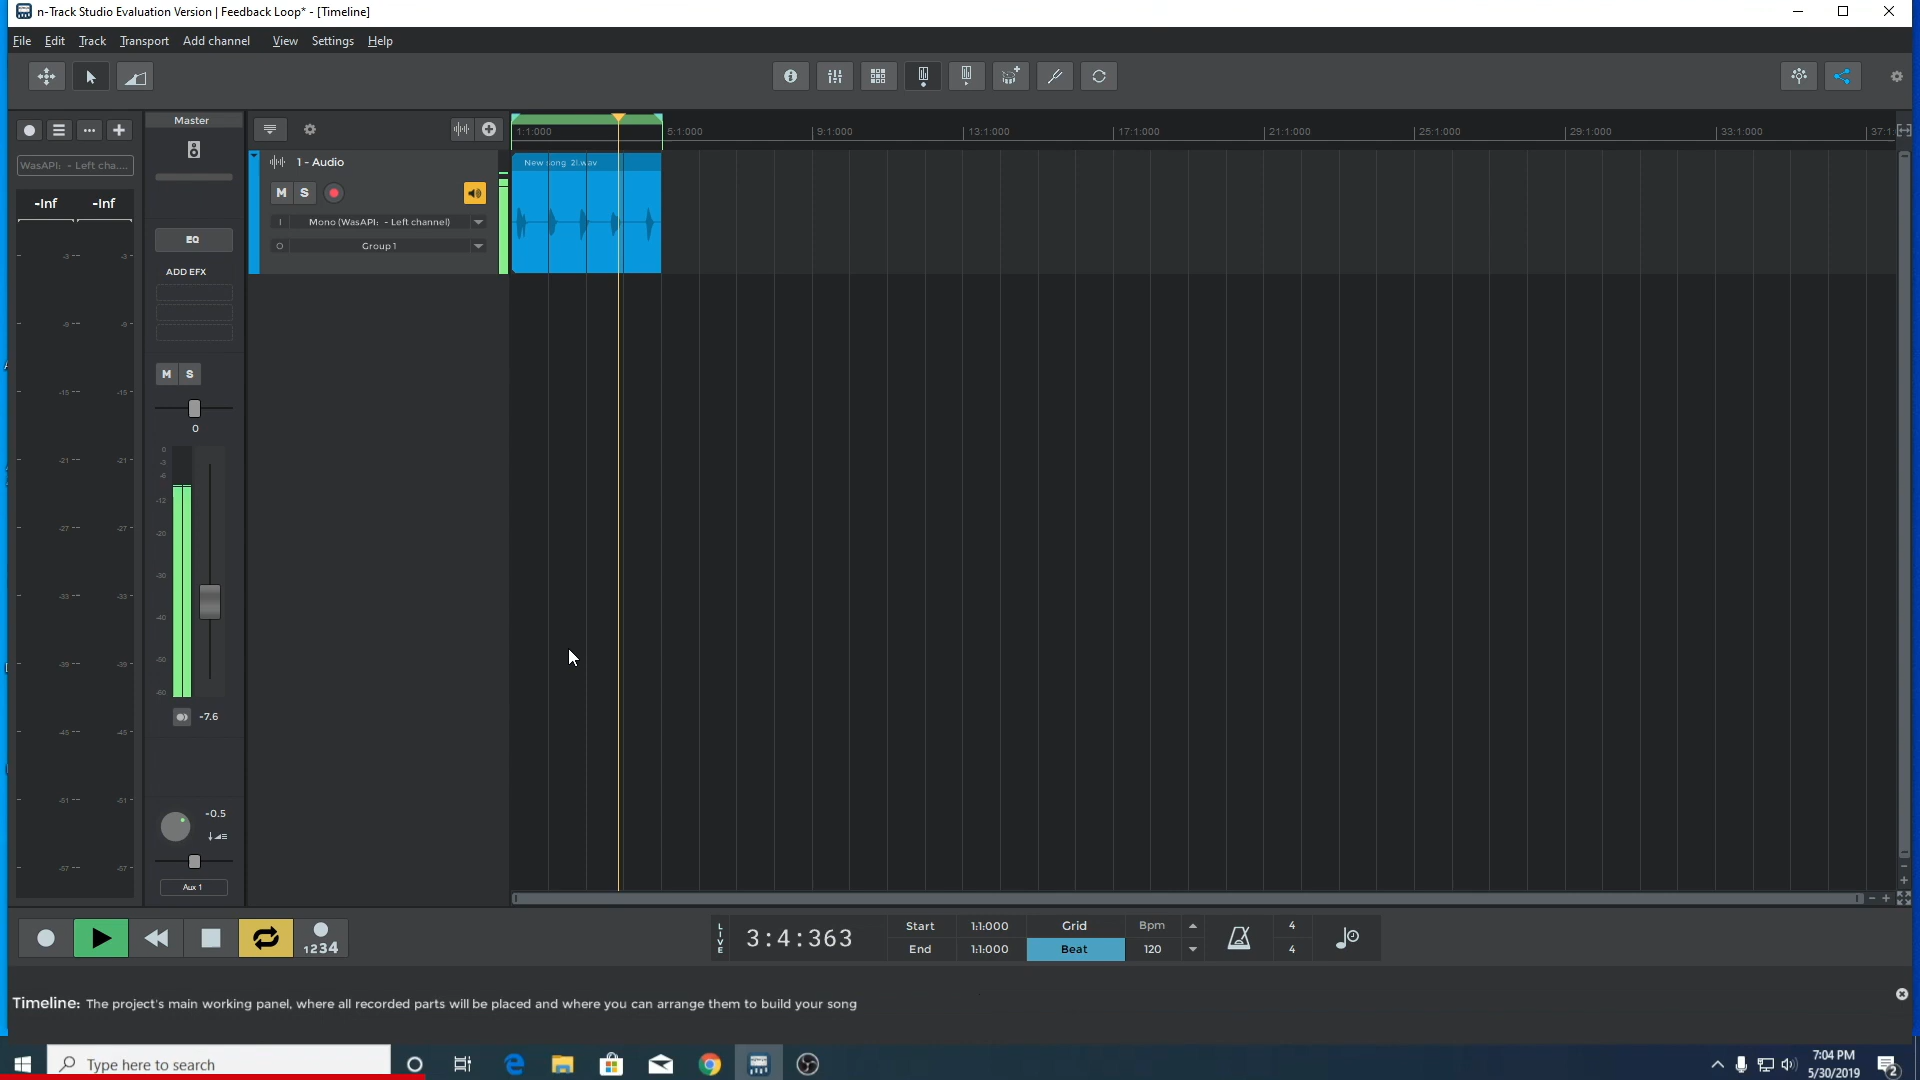 n-Track Studio Evaluation Version | Feedback Loop* - [Timeline]
File Edit Track Transport Add channel View Settings Help
Master
1:1:000 5:1:000 9:1:000 13:1:000 17:1:000 21:1:000 25:1:000 29:1:000 33:1:000 37:1:
WasAPI: - Left cha....
1 - Audio
New song 2l.wav
M S
-Inf -Inf
Mono (WasAPI: - Left channel)
O Group 1
EQ
ADD EFX
-3 -3
-9 -9
-15 -15
-21 -21
-27 -27
-33 -33
-39 -39
-45 -45
-51 -51
-57 -57
M S
0
0
-3
-6
-12
-20
-30
-40
-50
-60
-7.6
-0.5
Aux 1
1234
LIVE
3:4:363
Start 1:1:000 Grid Bpm 4
End 1:1:000 Beat 120 4
Timeline: The project's main working panel, where all recorded parts will be placed and where you can arrange them to build your song
Type here to search
7:04 PM
5/30/2019
2